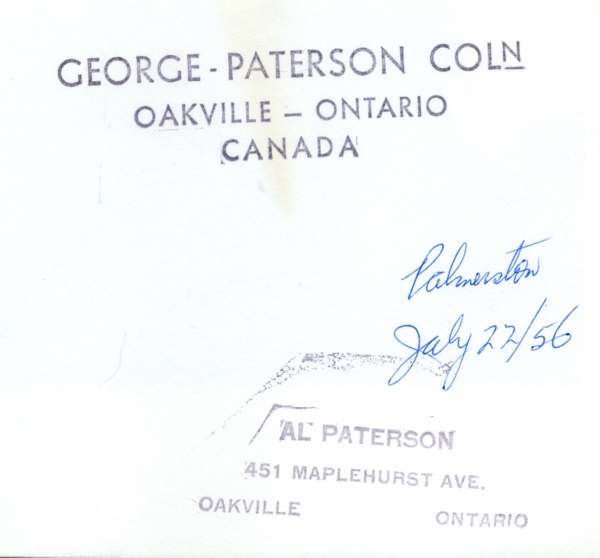 GEORGE-PATERSON COLN
OAKVILLE – ONTARIO
CANADA
Palmerston
July 22/56
AL PATERSON
451 MAPLEHURST AVE.
OAKVILLE ONTARIO